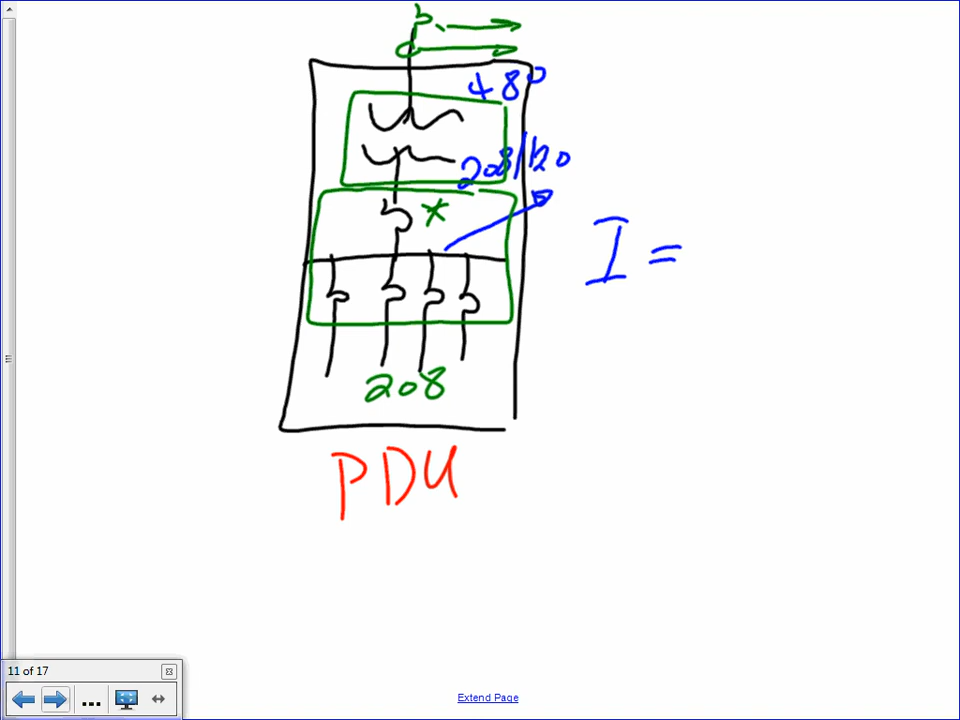 480
208/120
*
I =
208
PDU
11 of 17
...
Extend Page